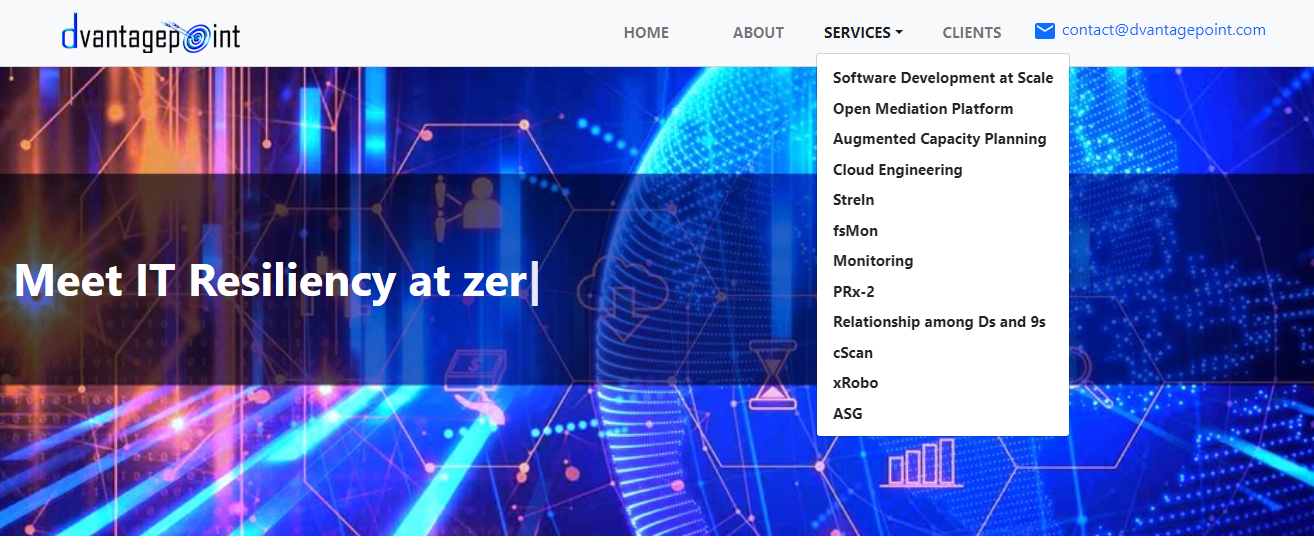 dvantagepoint
HOME ABOUT SERVICES CLIENTS contact@dvantagepoint.com
Software Development at Scale
Open Mediation Platform
Augmented Capacity Planning
Cloud Engineering
Streln
fsMon
Monitoring
PRx-2
Relationship among Ds and 9s
cScan
xRobo
ASG
Meet IT Resiliency at zer|